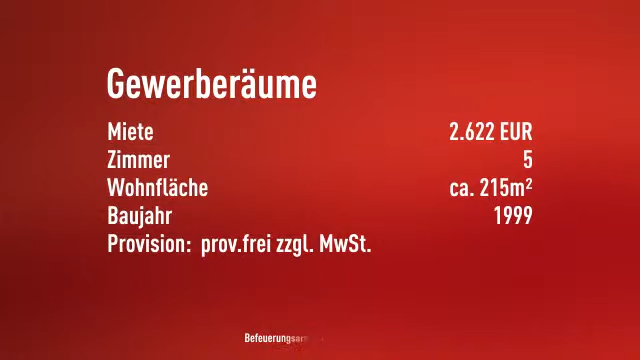 Gewerberäume
Miete 2.622 EUR
Zimmer 5
Wohnfläche ca. 215m²
Baujahr 1999
Provision: prov.frei zzgl. MwSt.